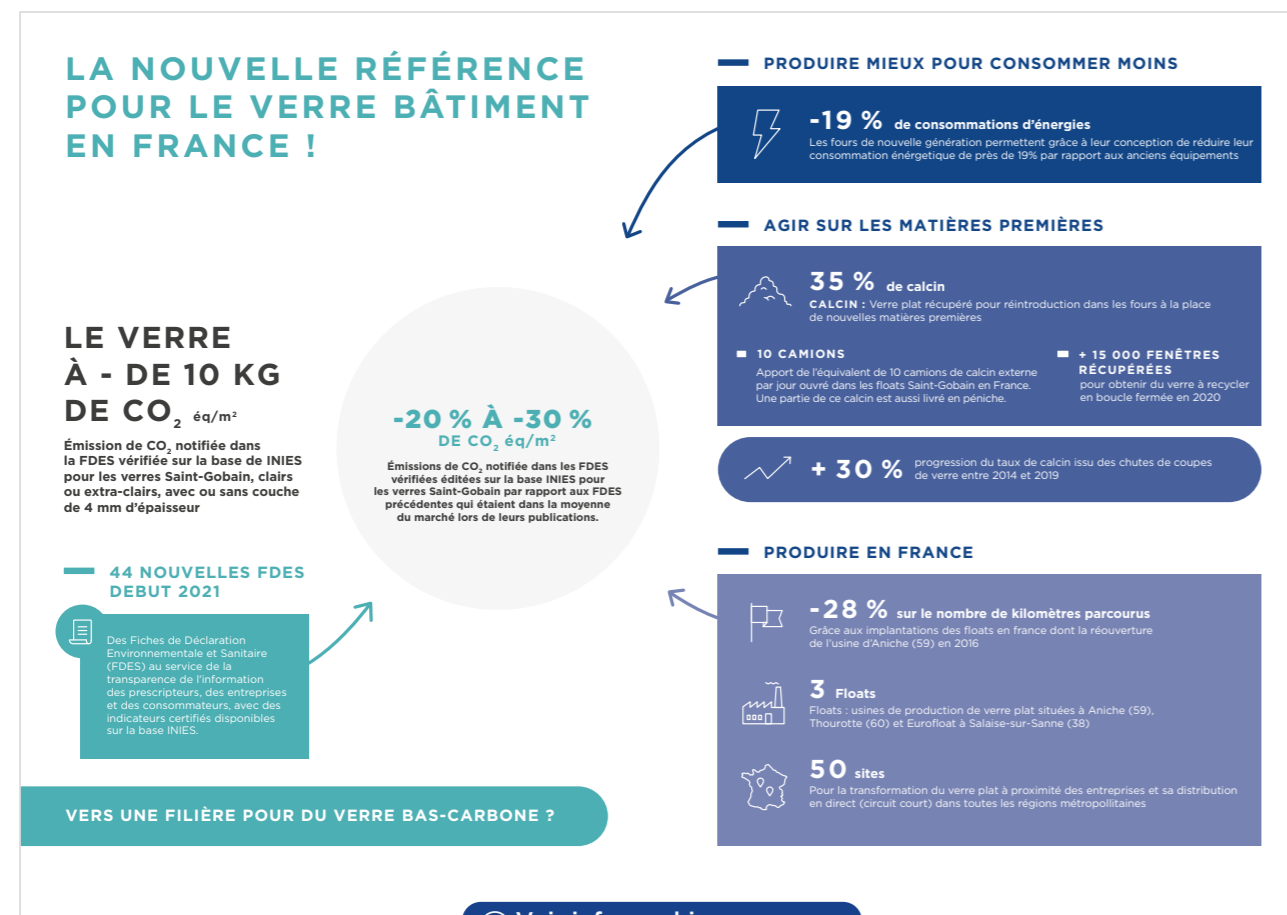 LA NOUVELLE RÉFÉRENCE
POUR LE VERRE BÂTIMENT
EN FRANCE !
LE VERRE
À - DE 10 KG
DE CO₂ éq/m²
Émission de CO₂ notifiée dans
la FDES vérifiée sur la base de INIES
pour les verres Saint-Gobain, clairs
ou extra-clairs, avec ou sans couche
de 4 mm d'épaisseur
-20 % À -30 %
DE CO₂ éq/m²
Émissions de CO₂ notifiée dans les FDES
vérifiées éditées sur la base INIES pour
les verres Saint-Gobain par rapport aux FDES
précédentes qui étaient dans la moyenne
du marché lors de leurs publications.
44 NOUVELLES FDES
DEBUT 2021
Des Fiches de Déclaration
Environnementale et Sanitaire
(FDES) au service de la
transparence de l'information
des prescripteurs, des entreprises
et des consommateurs, avec des
indicateurs certifiés disponibles
sur la base INIES.
VERS UNE FILIÈRE POUR DU VERRE BAS-CARBONE ?
PRODUIRE MIEUX POUR CONSOMMER MOINS
-19 % de consommations d'énergies
Les fours de nouvelle génération permettent grâce à leur conception de réduire leur
consommation énérgetique de près de 19% par rapport aux anciens équipements
AGIR SUR LES MATIÈRES PREMIÈRES
35 % de calcin
CALCIN : Verre plat récupéré pour réintroduction dans les fours à la place
de nouvelles matières premières
10 CAMIONS
Apport de l'équivalent de 10 camions de calcin externe
par jour ouvré dans les floats Saint-Gobain en France.
Une partie de ce calcin est aussi livré en péniche.
+ 15 000 FENÊTRES
RÉCUPÉRÉES
pour obtenir du verre à recycler
en boucle fermée en 2020
+ 30 % progression du taux de calcin issu des chutes de coupes
de verre entre 2014 et 2019
PRODUIRE EN FRANCE
-28 % sur le nombre de kilomètres parcourus
Grâce aux implantations des floats en france dont la réouverture
de l'usine d'Aniche (59) en 2016
3 Floats
Floats : usines de production de verre plat situées à Aniche (59),
Thourotte (60) et Eurofloat à Salaise-sur-Sanne (38)
50 sites
Pour la transformation du verre plat à proximité des entreprises et sa distribution
en direct (circuit court) dans toutes les régions métropollitaines